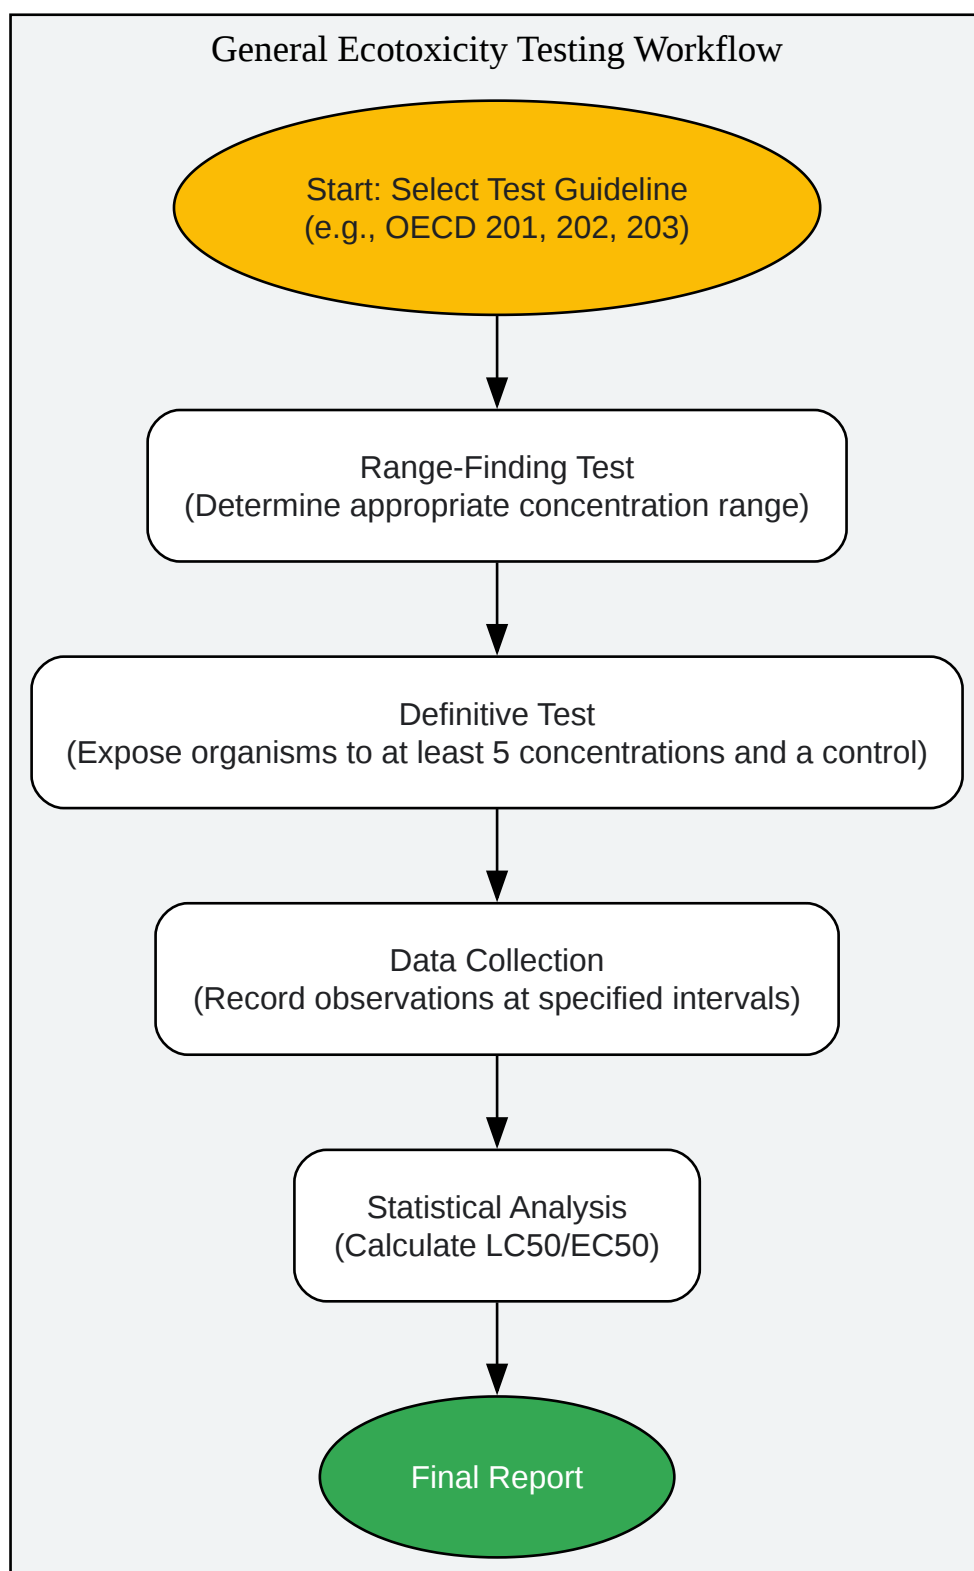 General Ecotoxicity Testing Workflow
Start: Select Test Guideline
(e.g., OECD 201, 202, 203)
Range-Finding Test
(Determine appropriate concentration range)
Definitive Test
(Expose organisms to at least 5 concentrations and a control)
Data Collection
(Record observations at specified intervals)
Statistical Analysis
(Calculate LC50/EC50)
Final Report